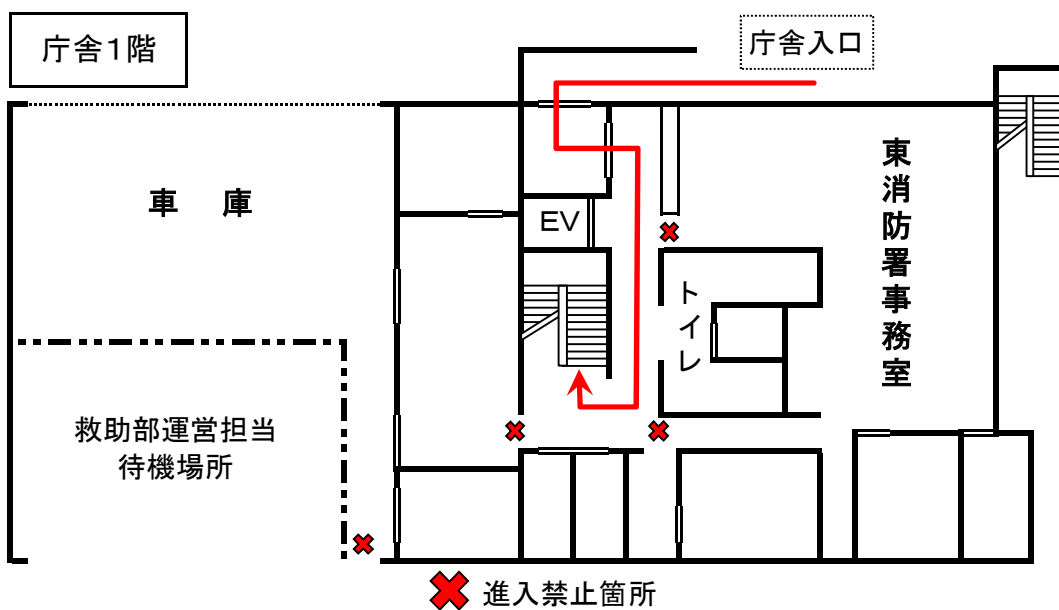 庁舎1階
庁舎入口
車 庫
EV
東消防署事務室
トイレ
救助部運営担当
待機場所
進入禁止箇所